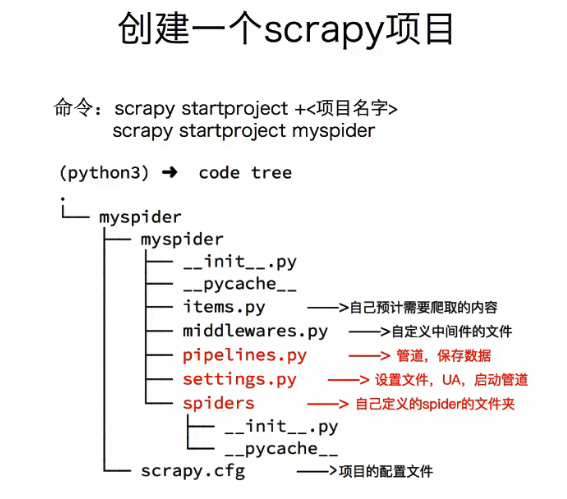 创建一个scrapy项目
命令：scrapy startproject +<项目名字>
scrapy startproject myspider
(python3) ➜ code tree
.
└── myspider
├── myspider
├── __init__.py
├── __pycache__
├── items.py ——>自己预计需要爬取的内容
├── middlewares.py ——>自定义中间件的文件
├── pipelines.py ——> 管道，保存数据
├── settings.py ——> 设置文件，UA，启动管道
└── spiders ——> 自己定义的spider的文件夹
├── __init__.py
└── __pycache__
└── scrapy.cfg ——>项目的配置文件